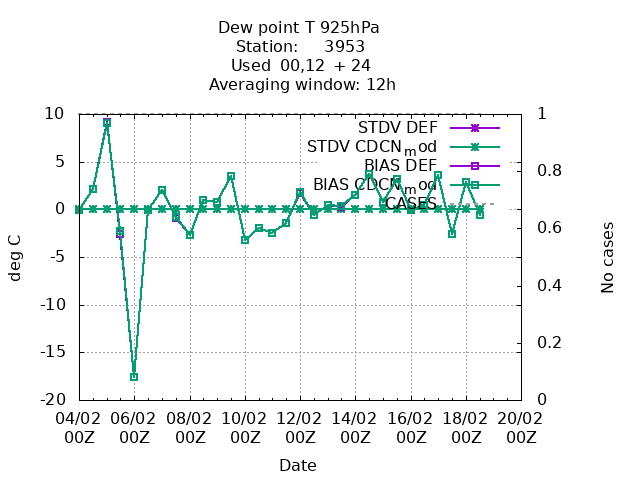 Dew point T 925hPa
Station: 3953
Used 00,12 + 24
Averaging window: 12h
10
5
0
-5
-10
-15
-20
deg C
1
0.8
0.6
0.4
0.2
0
No cases
STDV DEF
STDV CDCN_mod
BIAS DEF
BIAS CDCN_mod
CASES
04/02 06/02 08/02 10/02 12/02 14/02 16/02 18/02 20/02
00Z 00Z 00Z 00Z 00Z 00Z 00Z 00Z 00Z
Date